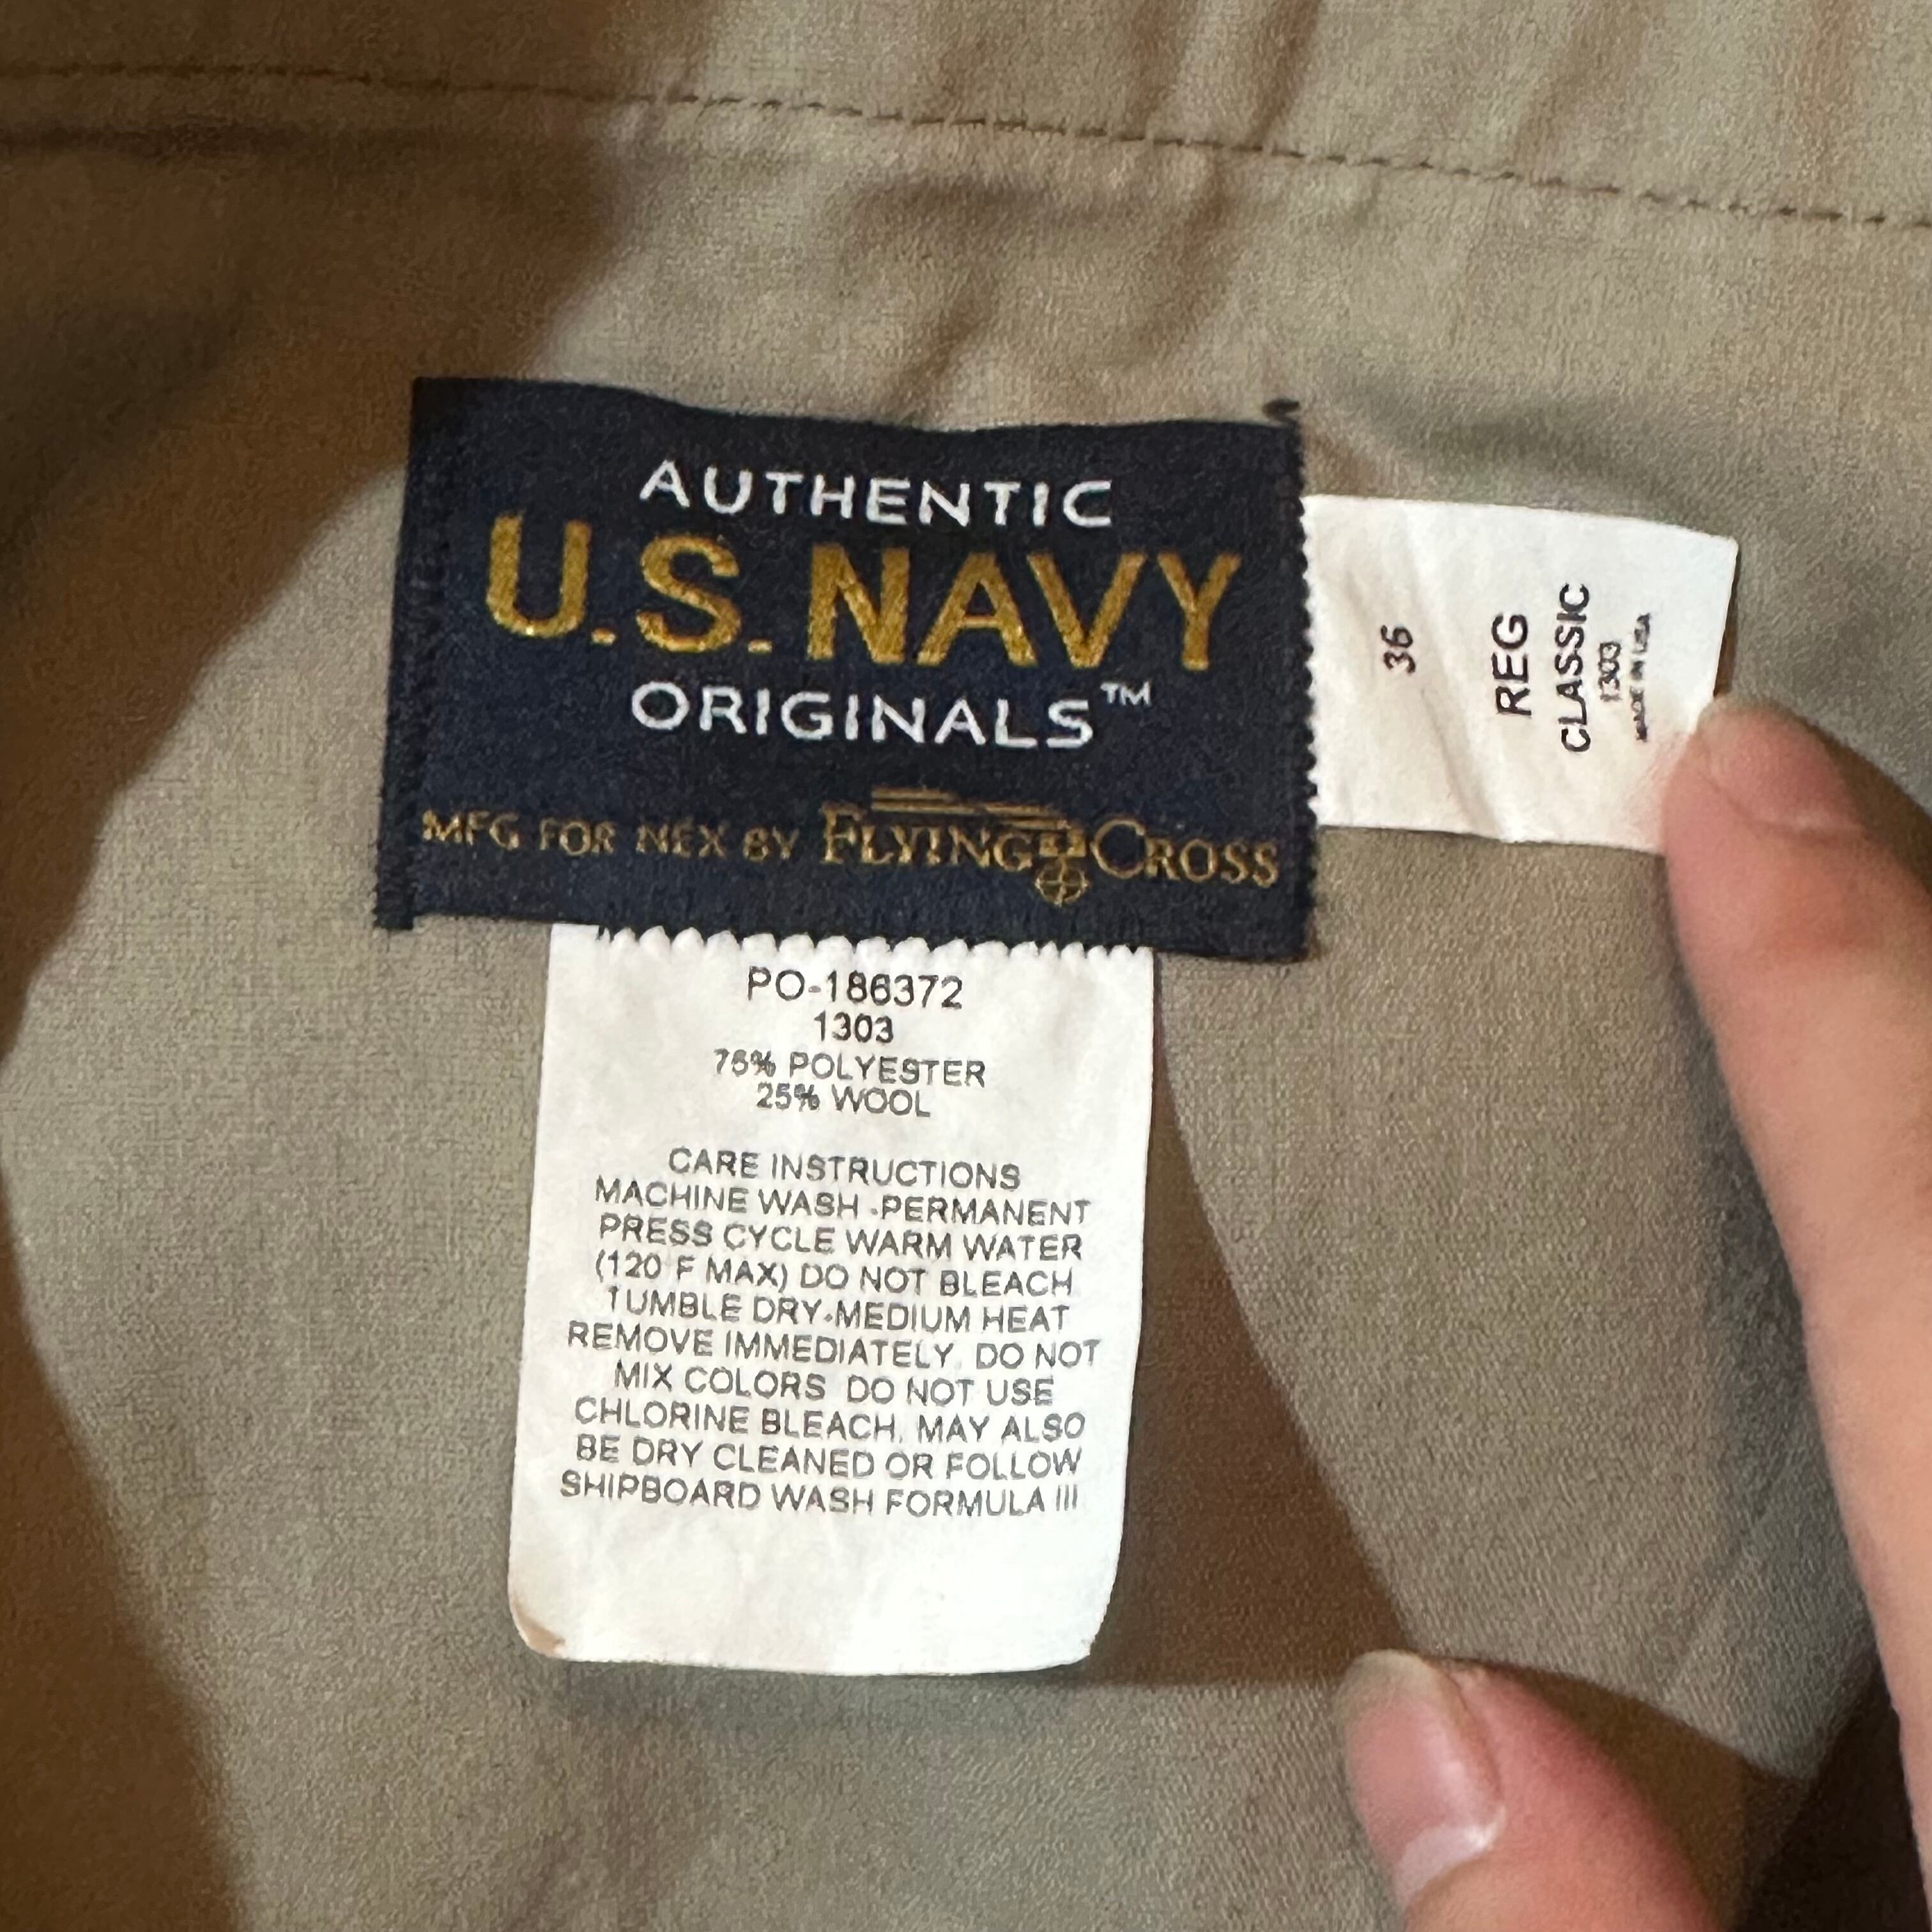 AUTHENTIC
U.S. NAVY
ORIGINALS™
MFG FOR NEX BY FLYING CROSS
36
REG
CLASSIC
1303
MADE IN USA
PO-186372
1303
75% POLYESTER
25% WOOL
CARE INSTRUCTIONS
MACHINE WASH -PERMANENT
PRESS CYCLE WARM WATER
(120 F MAX) DO NOT BLEACH
TUMBLE DRY-MEDIUM HEAT
REMOVE IMMEDIATELY. DO NOT
MIX COLORS DO NOT USE
CHLORINE BLEACH. MAY ALSO
BE DRY CLEANED OR FOLLOW
SHIPBOARD WASH FORMULA III